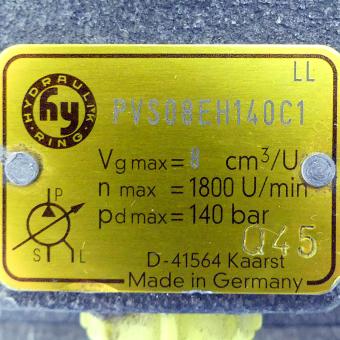 HYDRAULIK RING
hy
LL
PVS08EH140C1
Vg max = 8 cm³/U
n max = 1800 U/min
pd max = 140 bar
P
S L
Q45
D-41564 Kaarst
Made in Germany